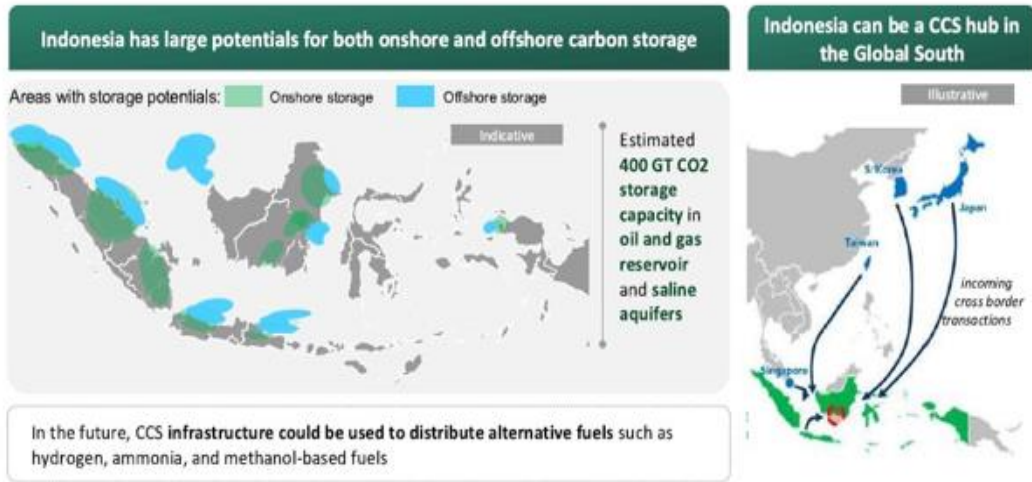 Indonesia has large potentials for both onshore and offshore carbon storage
Areas with storage potentials:
Onshore storage
Offshore storage
Indicative
Estimated
400 GT CO2
storage
capacity in
oil and gas
reservoir
and saline
aquifers
In the future, CCS infrastructure could be used to distribute alternative fuels such as
hydrogen, ammonia, and methanol-based fuels
Indonesia can be a CCS hub in
the Global South
Illustrative
S/Korea
Japan
Taiwan
incoming
cross border
transactions
Singapore